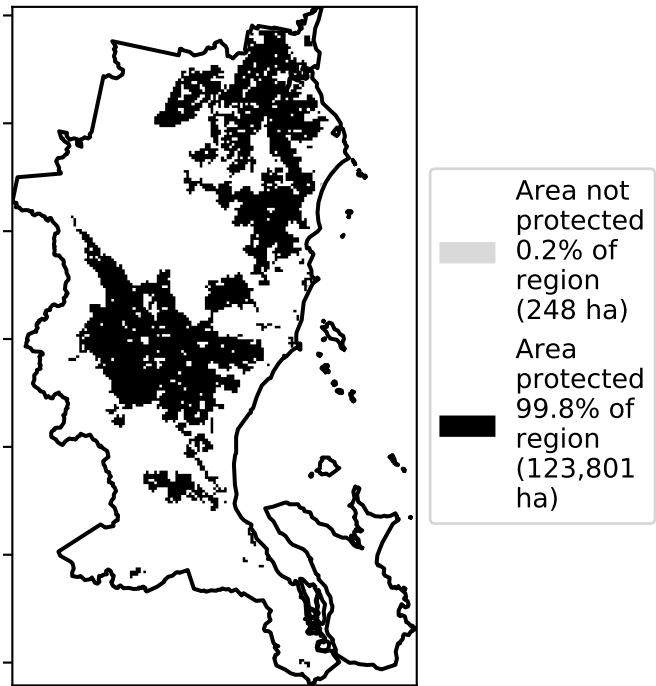 Area not
protected
0.2% of
region
(248 ha)
Area
protected
99.8% of
region
(123,801
ha)